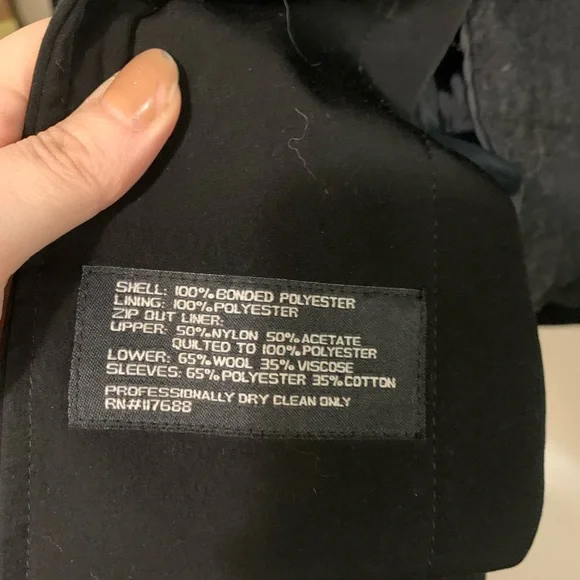 SHELL: 100% BONDED POLYESTER
LINING: 100% POLYESTER
ZIP OUT LINER:
UPPER: 50% NYLON 50% ACETATE
QUILTED TO 100% POLYESTER
LOWER: 65% WOOL 35% VISCOSE
SLEEVES: 65% POLYESTER 35% COTTON
PROFESSIONALLY DRY CLEAN ONLY
RN#117688